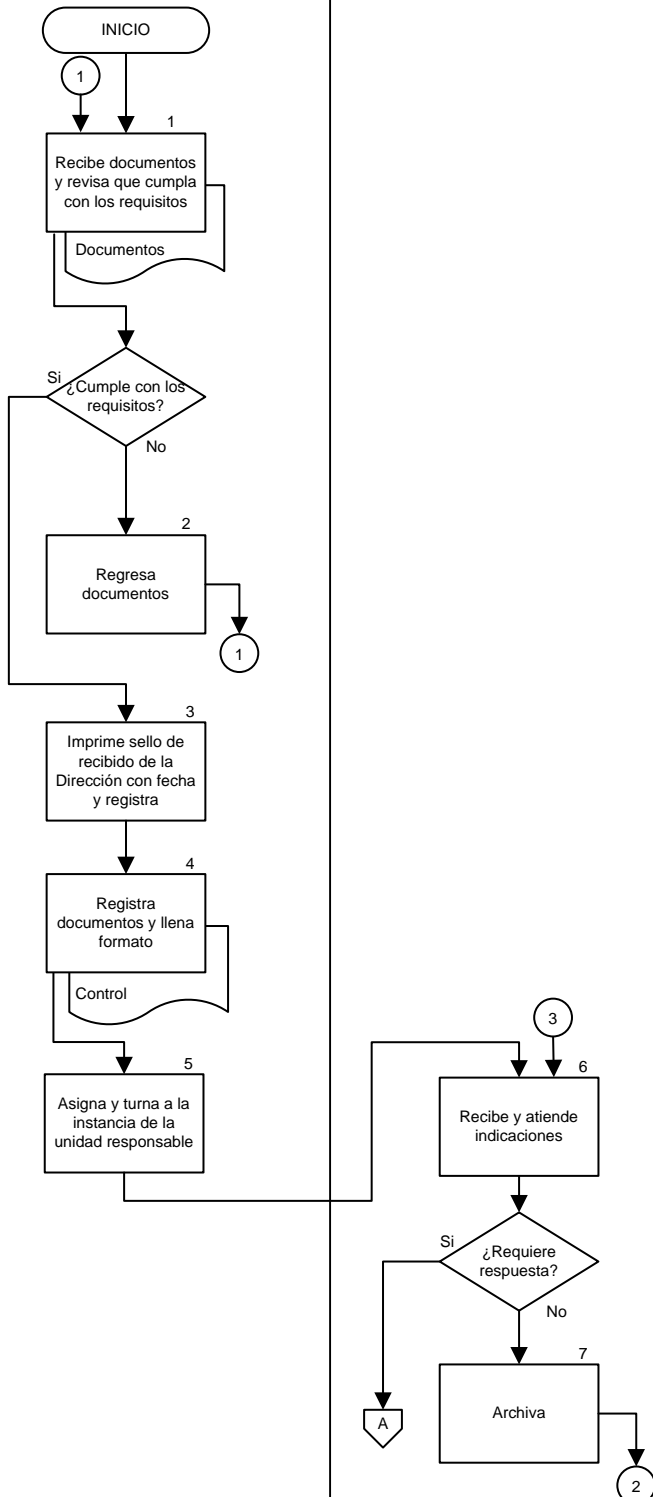 INICIO
1
1
Recibe documentos
y revisa que cumpla
con los requisitos
Documentos
Si
¿Cumple con los
requisitos?
No
2
Regresa
documentos
1
3
Imprime sello de
recibido de la
Dirección con fecha
y registra
4
Registra
documentos y llena
formato
Control
5
Asigna y turna a la
instancia de la
unidad responsable
3
6
Recibe y atiende
indicaciones
Si
¿Requiere
respuesta?
No
A
7
Archiva
2